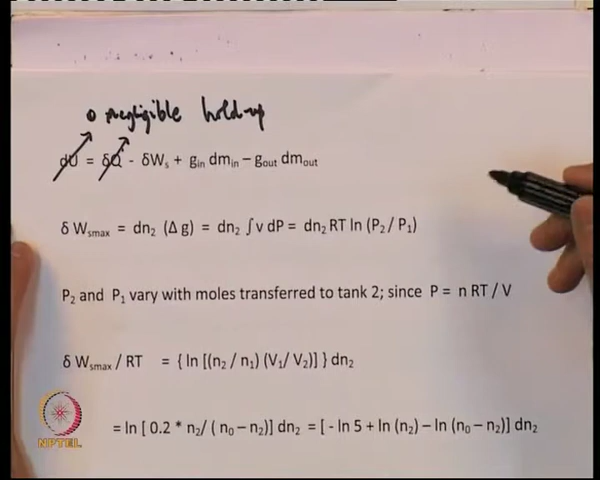 0 negligible hold-up
dU = δQ - δWs + gin dmin – gout dmout
δ Wsmax = dn2 (Δ g) = dn2 ∫ v dP = dn2 RT ln (P2 / P1)
P2 and P1 vary with moles transferred to tank 2; since P = n RT / V
δ Wsmax / RT = { ln [(n2 / n1) (V1/ V2)] } dn2
= ln [ 0.2 * n2/ ( n0 – n2)] dn2 = [ - ln 5 + ln (n2) – ln (n0 – n2)] dn2
NPTEL